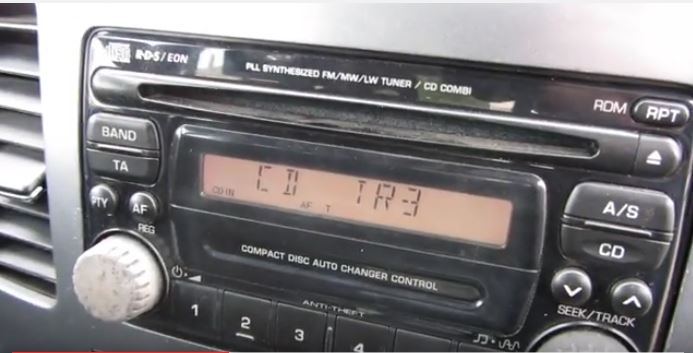 disc R·D·S/EON
PLL SYNTHESIZED FM/MW/LW TUNER / CD COMBI
RDM RPT
BAND
TA
PTY AF
REG
CD TR3
CD IN AF T
COMPACT DISC AUTO CHANGER CONTROL
A/S
CD
SEEK/TRACK
ANTI-THEFT
1 2 3 4